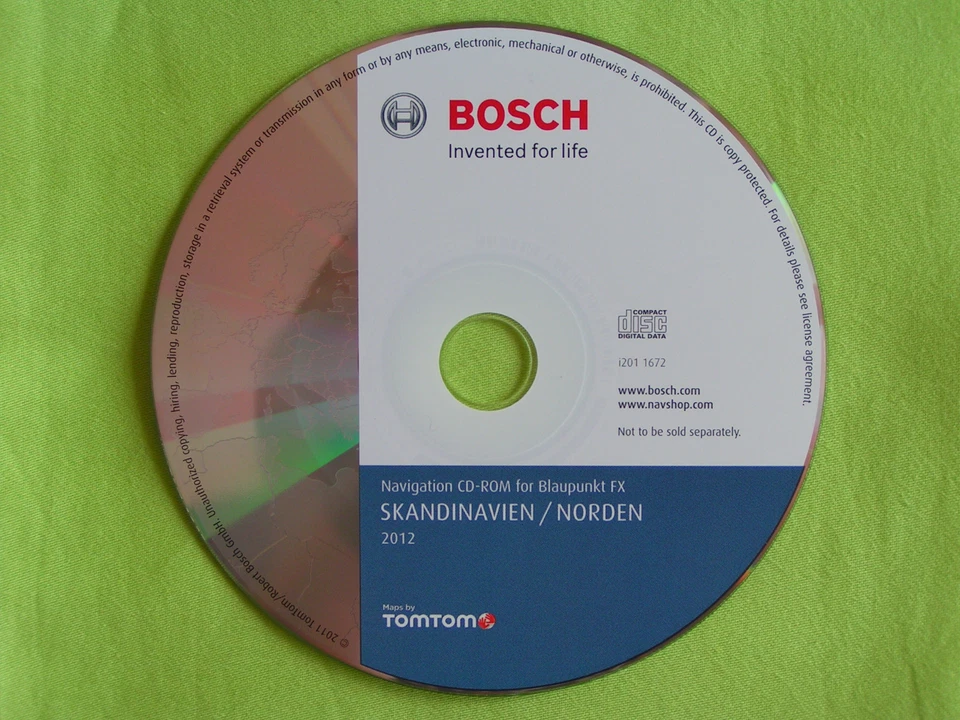 BOSCH
Invented for life
COMPACT
disc
DIGITAL DATA
i201 1672
www.bosch.com
www.navshop.com
Not to be sold separately.
Navigation CD-ROM for Blaupunkt FX
SKANDINAVIEN / NORDEN
2012
Maps by
TOMTOM
© 2011 TomTom/Robert Bosch GmbH. Unauthorized copying, hiring, lending, reproduction, storage in a retrieval system or transmission in any form or by any means, electronic, mechanical or otherwise, is prohibited. This CD is copy protected. For details please see license agreement.